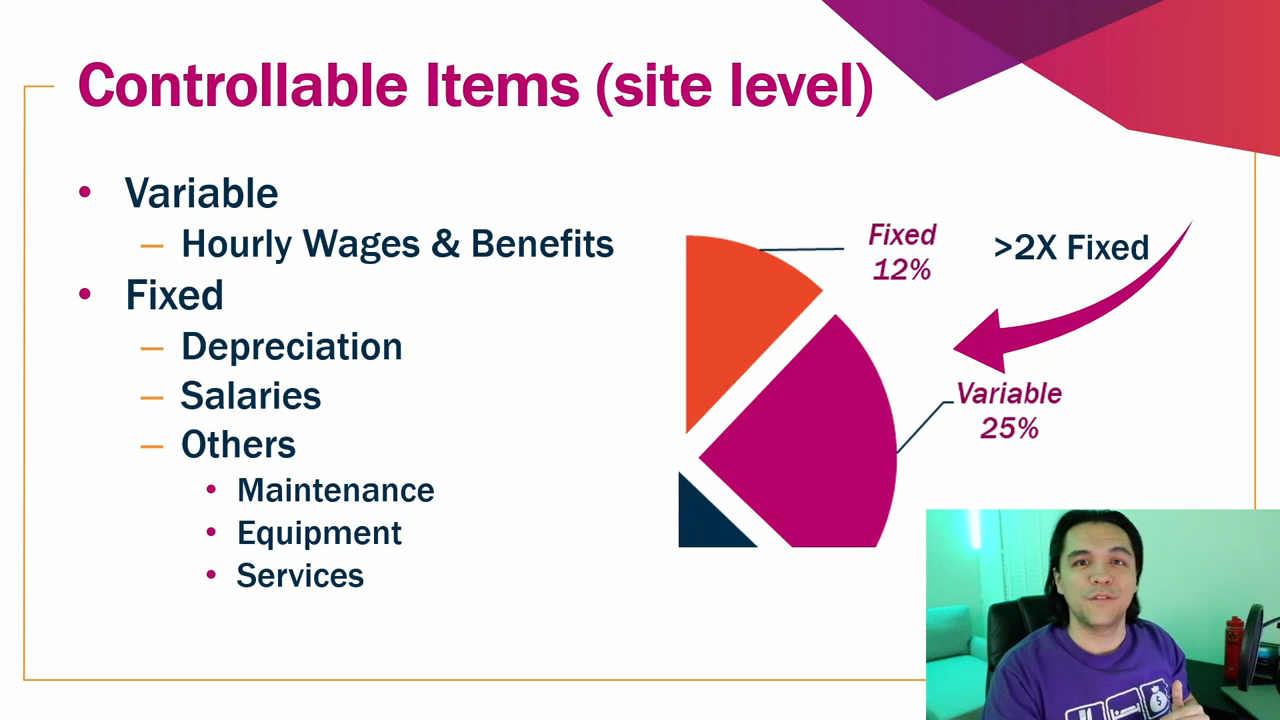 Controllable Items (site level)
• Variable
– Hourly Wages & Benefits
• Fixed
– Depreciation
– Salaries
– Others
• Maintenance
• Equipment
• Services
Fixed
12%
>2X Fixed
Variable
25%
$